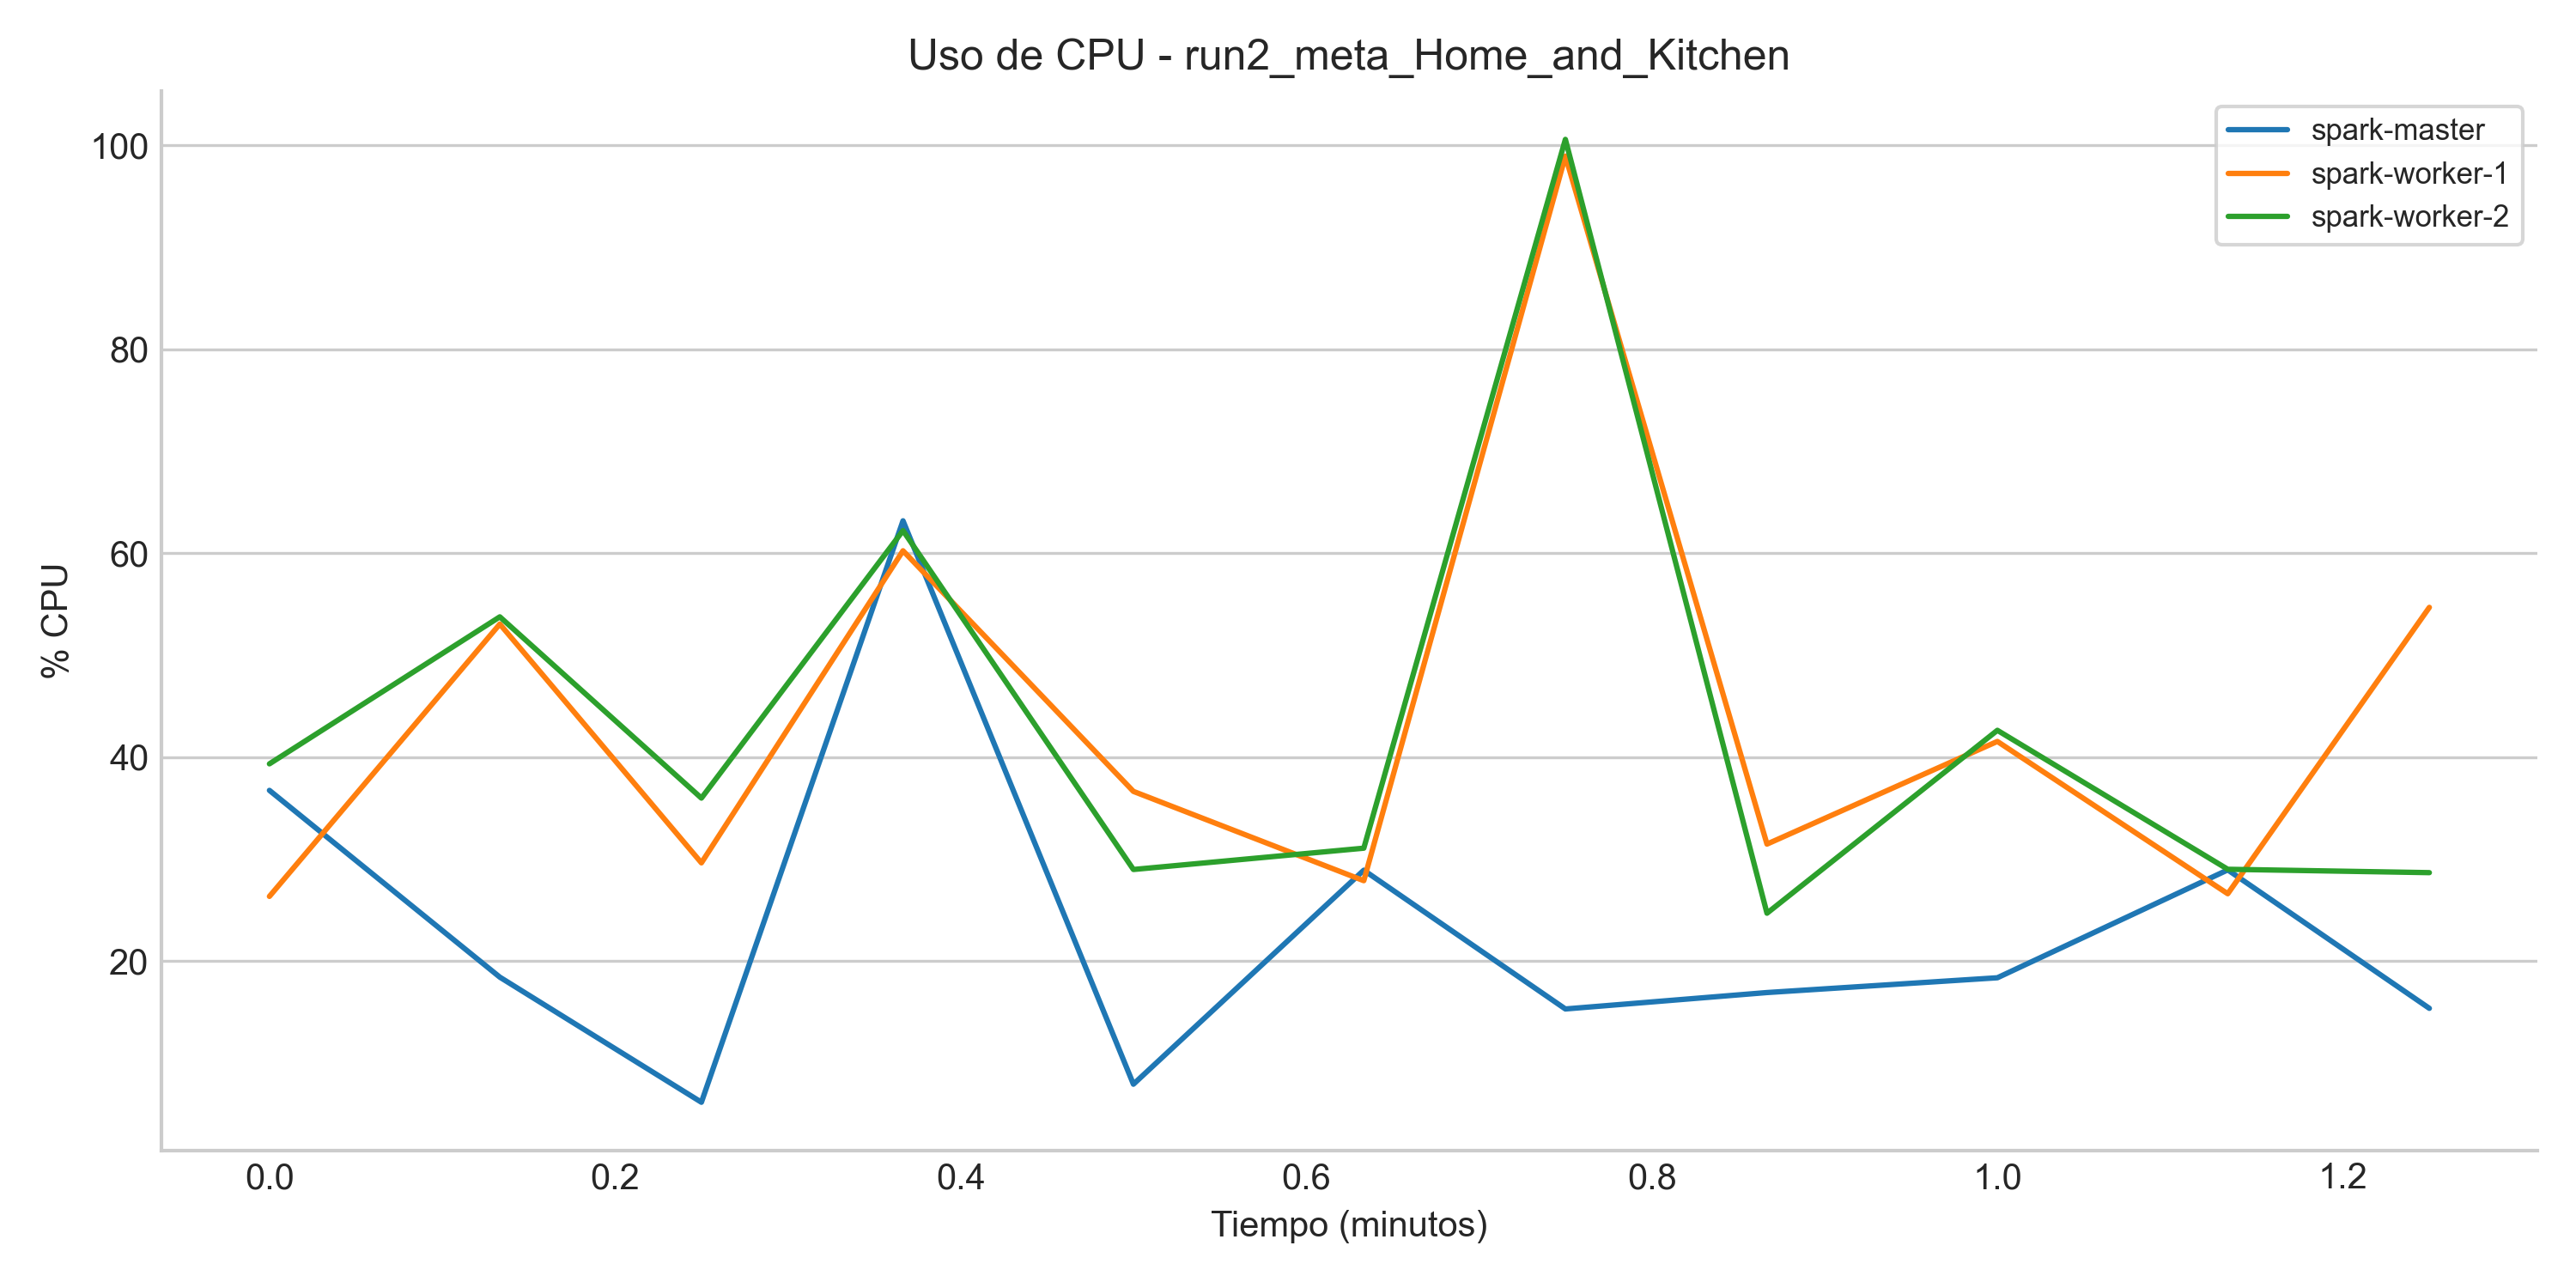 Uso de CPU - run2_meta_Home_and_Kitchen
spark-master
spark-worker-1
spark-worker-2
% CPU
100
80
60
40
20
0.0 0.2 0.4 0.6 0.8 1.0 1.2
Tiempo (minutos)